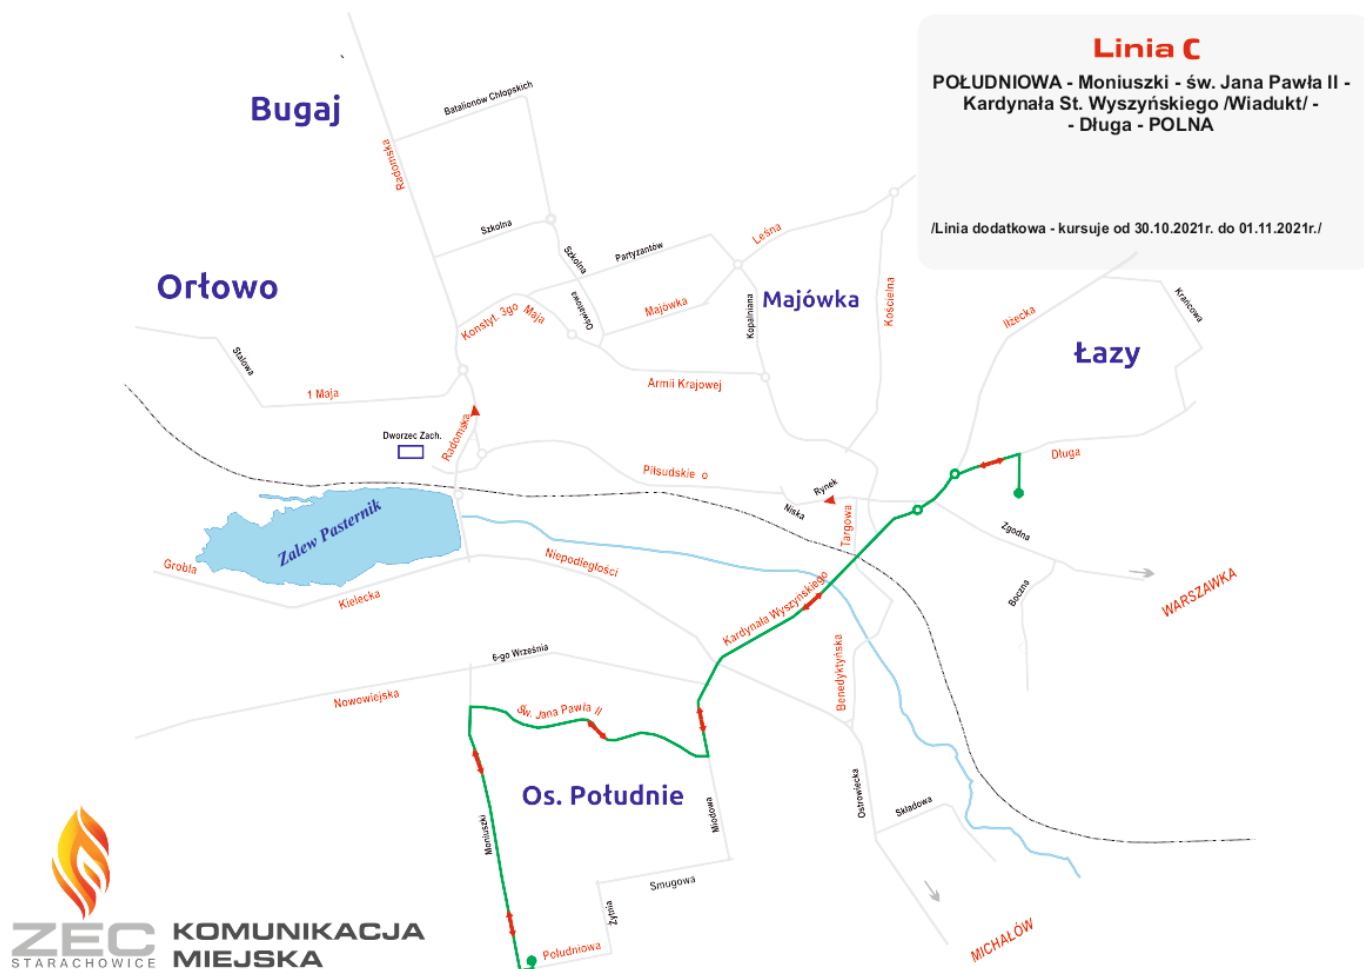 Linia C
POŁUDNIOWA - Moniuszki - św. Jana Pawła II -
Kardynała St. Wyszyńskiego /Wiadukt/ -
- Długa - POLNA
/Linia dodatkowa - kursuje od 30.10.2021r. do 01.11.2021r./
Bugaj
Batalionów Chłopskich
Radomska
Szkolna
Szkolna
Partyzantów
Leśna
Orłowo
Oświatowa
Majówka
Majówka
Kopalniana
Kościelna
Krańcowa
Konstyt. 3go Maja
Iłżecka
Łazy
Stalowa
1 Maja
Armii Krajowej
Radomska
Dworzec Zach.
Długa
Piłsudskie o
Rynek
Niska
Targowa
Zgodna
Zalew Pasternik
Grobla
Kielecka
Niepodległości
Kardynała Wyszyńskiego
Boczna
WARSZAWKA
6-go Września
Nowowiejska
Benedyktyńska
Św. Jana Pawła II
Os. Południe
Moniuszki
Miodowa
Ostrowiecka
Składowa
Smugowa
Żytnia
Południowa
MICHAŁÓW
ZEC
STARACHOWICE
KOMUNIKACJA
MIEJSKA